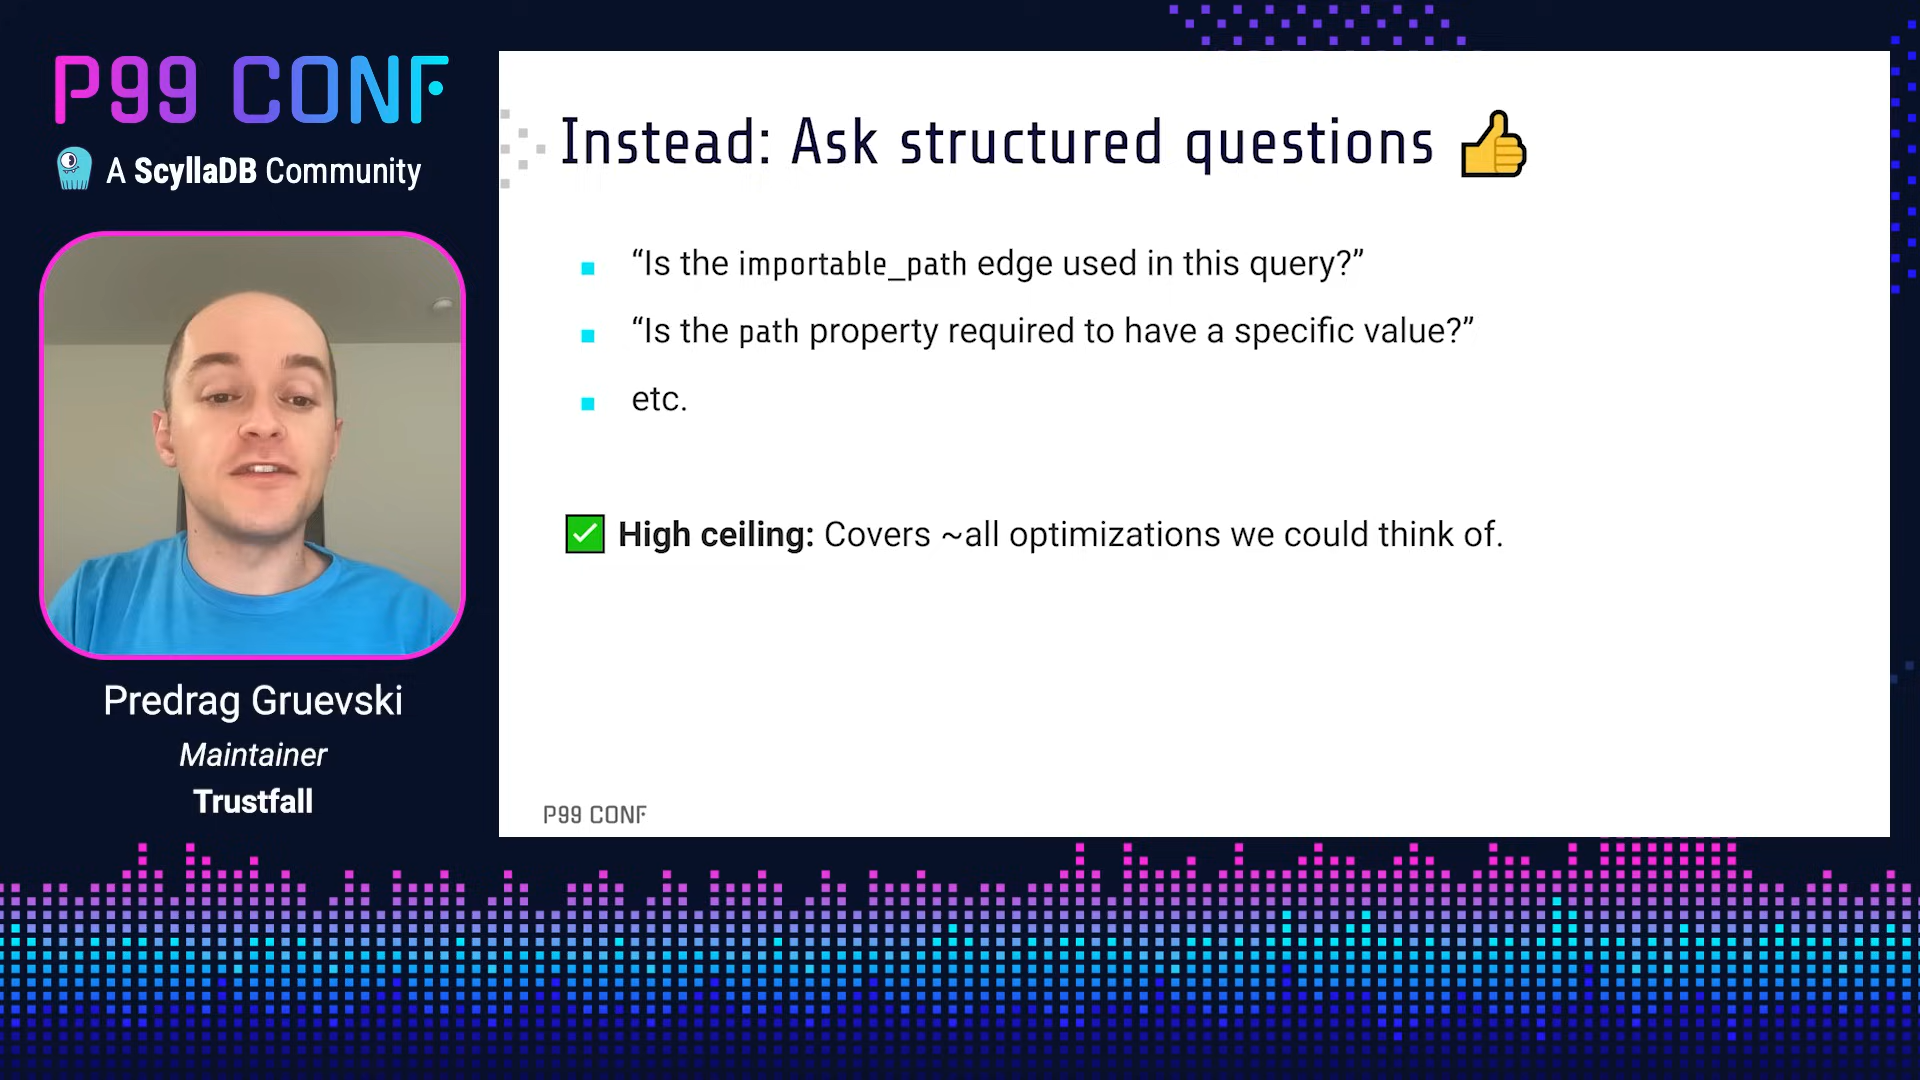 P99 CONF
A ScyllaDB Community
Predrag Gruevski
Maintainer
Trustfall
Instead: Ask structured questions
“Is the importable_path edge used in this query?”
“Is the path property required to have a specific value?”
etc.
High ceiling: Covers ~all optimizations we could think of.
P99 CONF